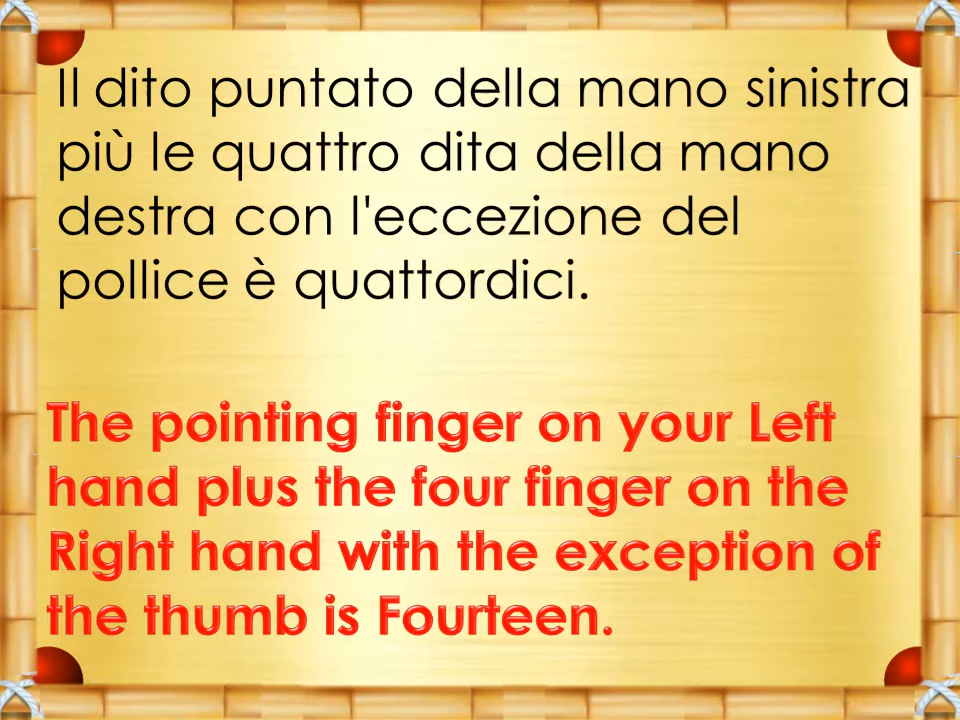 Il dito puntato della mano sinistra
più le quattro dita della mano
destra con l'eccezione del
pollice è quattordici.
The pointing finger on your Left
hand plus the four finger on the
Right hand with the exception of
the thumb is Fourteen.